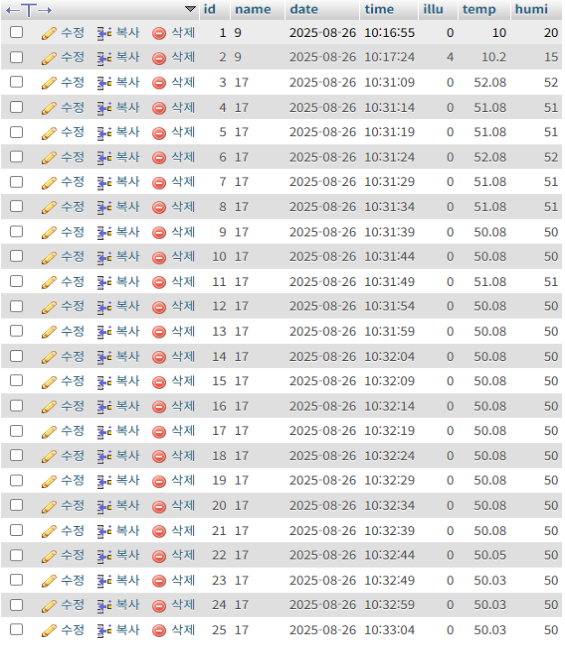 ←T→ id name date time illu temp humi
수정 복사 삭제 1 9 2025-08-26 10:16:55 0 10 20
수정 복사 삭제 2 9 2025-08-26 10:17:24 4 10.2 15
수정 복사 삭제 3 17 2025-08-26 10:31:09 0 52.08 52
수정 복사 삭제 4 17 2025-08-26 10:31:14 0 51.08 51
수정 복사 삭제 5 17 2025-08-26 10:31:19 0 51.08 51
수정 복사 삭제 6 17 2025-08-26 10:31:24 0 52.08 52
수정 복사 삭제 7 17 2025-08-26 10:31:29 0 51.08 51
수정 복사 삭제 8 17 2025-08-26 10:31:34 0 51.08 51
수정 복사 삭제 9 17 2025-08-26 10:31:39 0 50.08 50
수정 복사 삭제 10 17 2025-08-26 10:31:44 0 50.08 50
수정 복사 삭제 11 17 2025-08-26 10:31:49 0 51.08 51
수정 복사 삭제 12 17 2025-08-26 10:31:54 0 50.08 50
수정 복사 삭제 13 17 2025-08-26 10:31:59 0 50.08 50
수정 복사 삭제 14 17 2025-08-26 10:32:04 0 50.08 50
수정 복사 삭제 15 17 2025-08-26 10:32:09 0 50.08 50
수정 복사 삭제 16 17 2025-08-26 10:32:14 0 50.08 50
수정 복사 삭제 17 17 2025-08-26 10:32:19 0 50.08 50
수정 복사 삭제 18 17 2025-08-26 10:32:24 0 50.08 50
수정 복사 삭제 19 17 2025-08-26 10:32:29 0 50.08 50
수정 복사 삭제 20 17 2025-08-26 10:32:34 0 50.08 50
수정 복사 삭제 21 17 2025-08-26 10:32:39 0 50.08 50
수정 복사 삭제 22 17 2025-08-26 10:32:44 0 50.05 50
수정 복사 삭제 23 17 2025-08-26 10:32:49 0 50.03 50
수정 복사 삭제 24 17 2025-08-26 10:32:59 0 50.03 50
수정 복사 삭제 25 17 2025-08-26 10:33:04 0 50.03 50